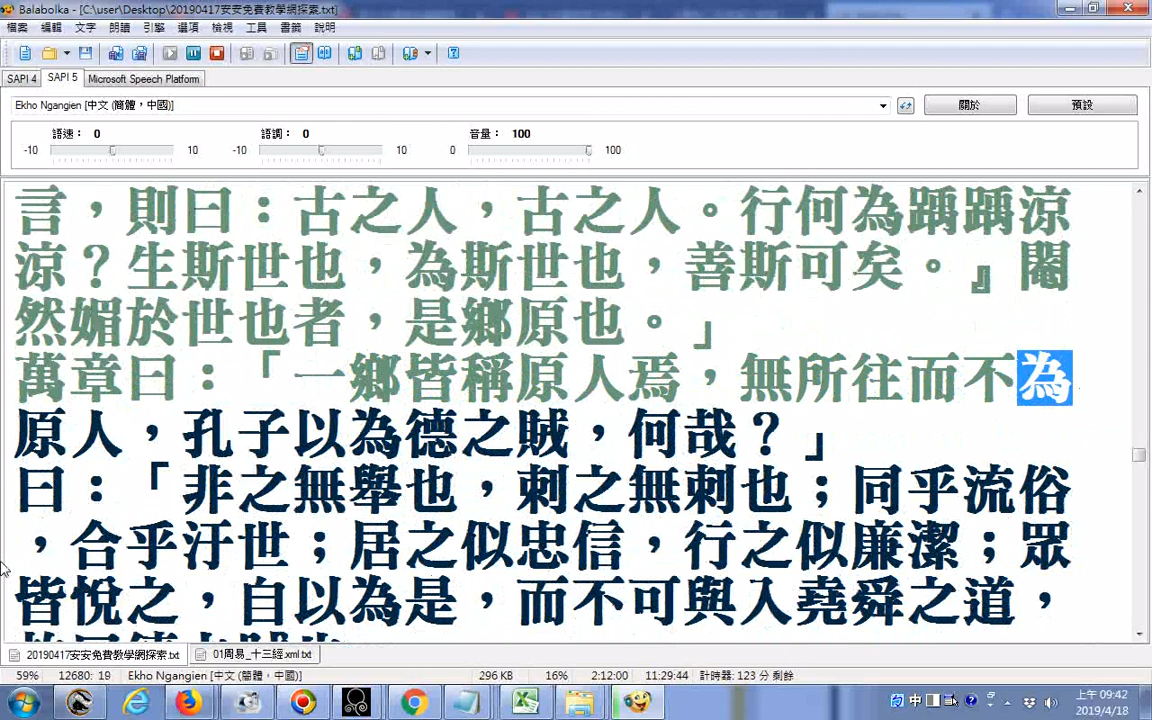 Balabolka - [C:\user\Desktop\20190417安安免費教學網探索.txt]
檔案 編輯 文字 朗讀 引擎 選項 檢視 工具 書籤 說明
SAPI 4 SAPI 5 Microsoft Speech Platform
Ekho Ngangien [中文 (簡體，中國)] 關於 預設
語速： 0 語調： 0 音量： 100
-10 10 -10 10 0 100
言，則曰：古之人，古之人。行何為踽踽涼
涼？生斯世也，為斯世也，善斯可矣。』閹
然媚於世也者，是鄉原也。」
萬章曰：「一鄉皆稱原人焉，無所往而不為
原人，孔子以為德之賊，何哉？」
曰：「非之無舉也，刺之無刺也；同乎流俗
，合乎汙世；居之似忠信，行之似廉潔；眾
皆悅之，自以為是，而不可與入堯舜之道，
20190417安安免費教學網探索.txt 01周易_十三經.xml.txt
59% 12680: 19 Ekho Ngangien [中文 (簡體，中國)] 296 KB 16% 2:12:00 11:29:44 計時器: 123 分 剩餘
中 上午 09:42
2019/4/18